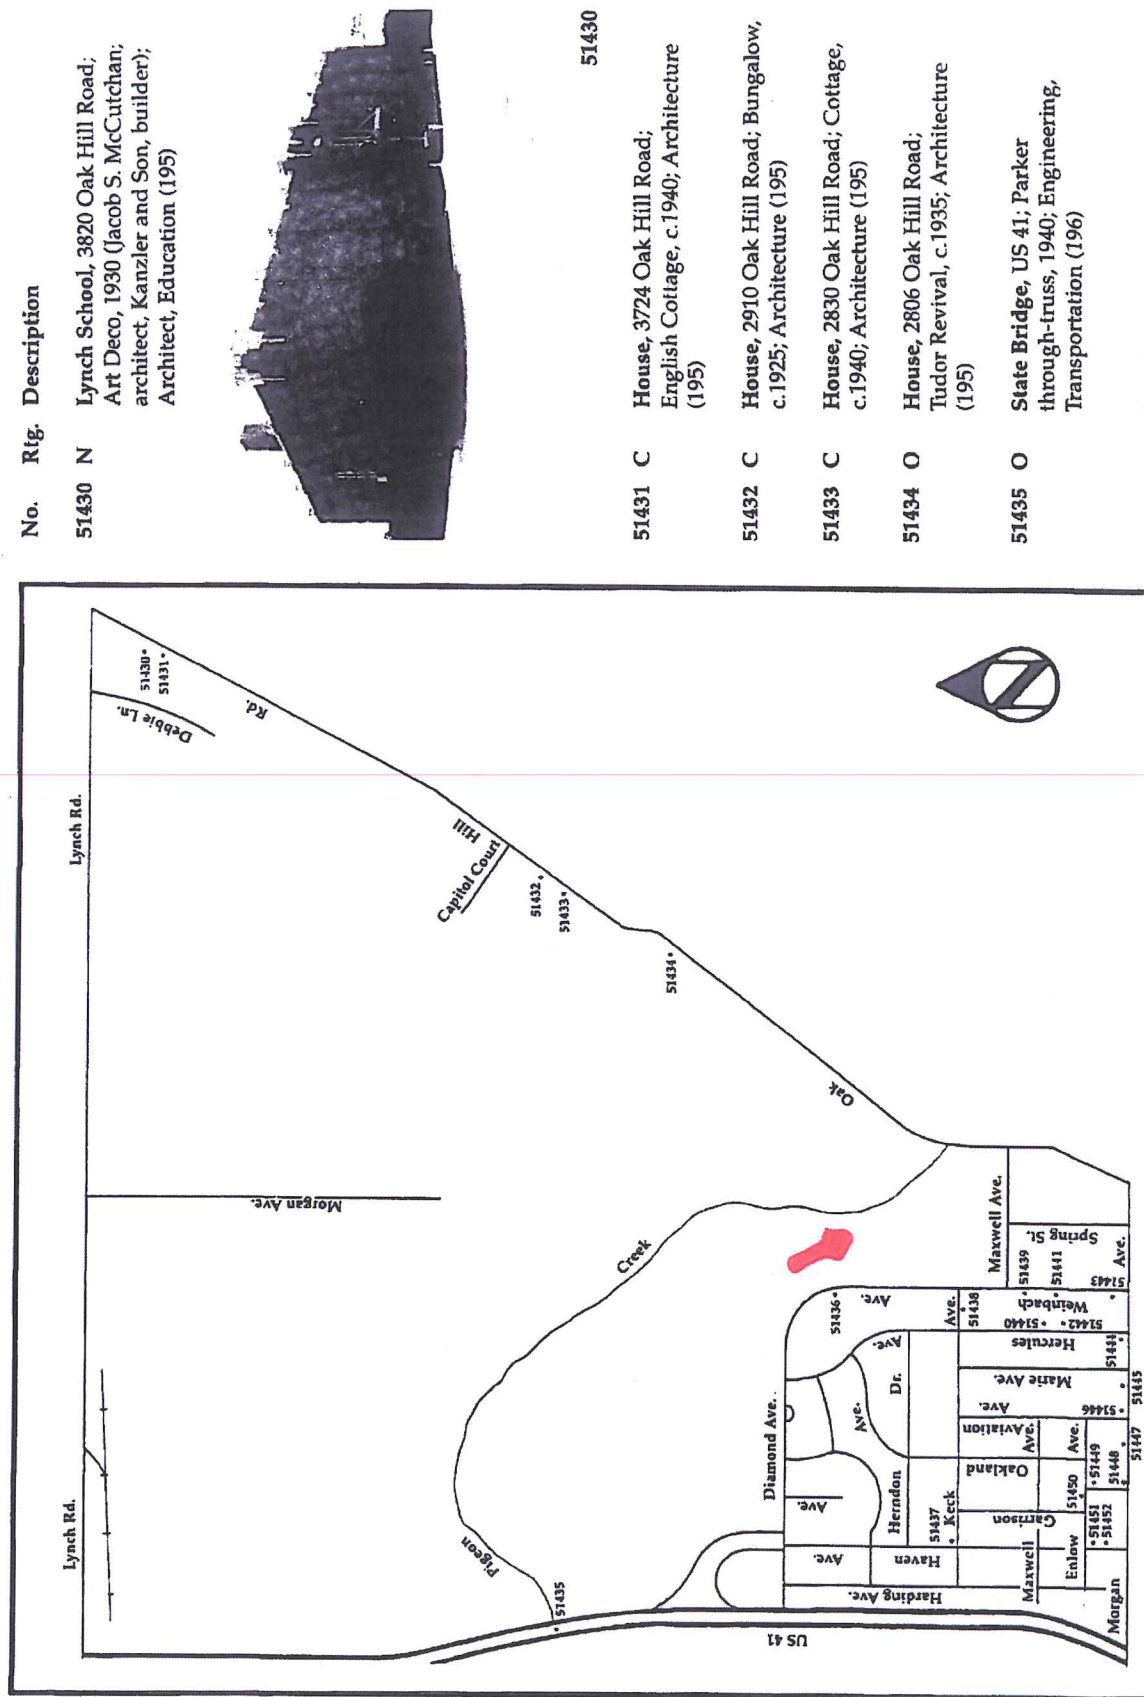 No. Rtg. Description
51430 N Lynch School, 3820 Oak Hill Road;
Art Deco, 1930 (Jacob S. McCutchan;
architect, Kanzler and Son, builder);
Architect, Education (195)
51430
51431 C House, 3724 Oak Hill Road;
English Cottage, c.1940; Architecture
(195)
51432 C House, 2910 Oak Hill Road; Bungalow,
c.1925; Architecture (195)
51433 C House, 2830 Oak Hill Road; Cottage,
c.1940; Architecture (195)
51434 O House, 2806 Oak Hill Road;
Tudor Revival, c.1935; Architecture
(195)
51435 O State Bridge, US 41; Parker
through-truss, 1940; Engineering,
Transportation (196)
Lynch Rd.
Lynch Rd.
Debbie Ln.
51430
51431
Rd.
Hill
Capitol Court
51432
51433
51434
Oak
Morgan Ave.
Creek
Pigeon
51435
US 41
N
Diamond Ave.
Ave.
51436
Ave.
Ave.
Ave.
Dr.
Herndon
Ave.
Haven
Harding Ave.
51437
Keck
Ave.
51438
Maxwell Ave.
Spring St.
51439
51441
51443
Ave.
Weinbach
51440
51442
Hercules
51444
Marie Ave.
51445
51446
Ave.
Aviation
51447
Ave.
Ave.
Oakland
51448
51449
51450
Garrison
51451
51452
Maxwell
Enlow
Morgan